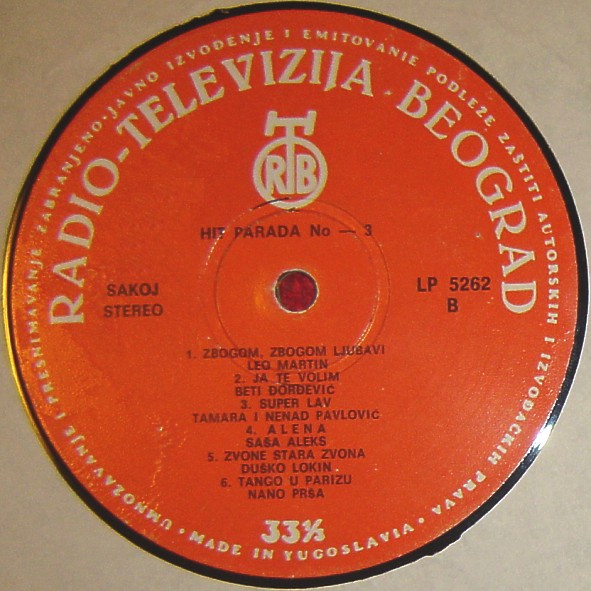 UMNOŽAVANJE I PRESNIMAVANJE ZABRANJENO • JAVNO IZVOĐENJE I EMITOVANJE PODLEŽE ZAŠTITI AUTORSKIH I IZVOĐAČKIH PRAVA •
RADIO-TELEVIZIJA BEOGRAD
RTB
HIT PARADA No — 3
SAKOJ
STEREO
LP 5262
B
1. ZBOGOM, ZBOGOM LJUBAVI
LEO MARTIN
2. JA TE VOLIM
BETI ĐORĐEVIĆ
3. SUPER LAV
TAMARA I NENAD PAVLOVIĆ
4. ALENA
SAŠA ALEKS
5. ZVONE STARA ZVONA
DUŠKO LOKIN
6. TANGO U PARIZU
NANO PRŠA
33⅓
• MADE IN YUGOSLAVIA •